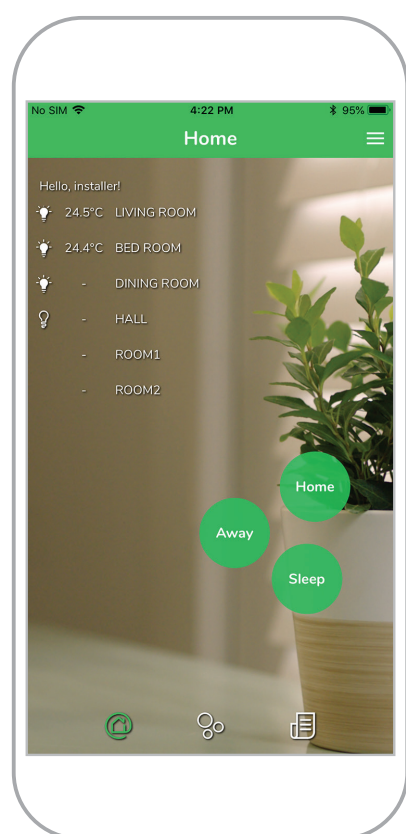 No SIM 4:22 PM 95%
Home
Hello, installer!
24.5°C LIVING ROOM
24.4°C BED ROOM
- DINING ROOM
- HALL
- ROOM1
- ROOM2
Home
Away
Sleep